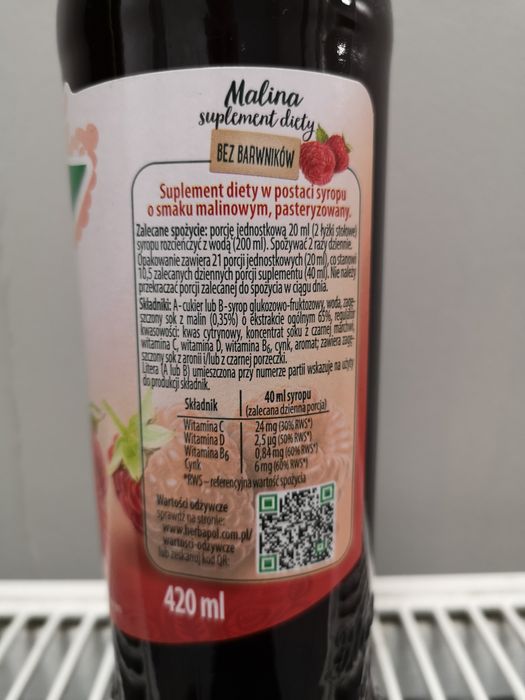 Malina
suplement diety
BEZ BARWNIKÓW
Suplement diety w postaci syropu
o smaku malinowym, pasteryzowany.
Zalecane spożycie: porcję jednostkową 20 ml (2 łyżki stołowe)
syropu rozcieńczyć z wodą (200 ml). Spożywać 2 razy dziennie.
Opakowanie zawiera 21 porcji jednostkowych (20 ml), co stanowi
10,5 zalecanych dziennych porcji suplementu (40 ml). Nie należy
przekraczać porcji zalecanej do spożycia w ciągu dnia.
Składniki: A - cukier lub B - syrop glukozowo-fruktozowy, woda, zagę-
szczony sok z malin (0,35%) o ekstrakcie ogólnym 65%, regulator
kwasowości: kwas cytrynowy, koncentrat soku z czarnej marchwi,
witamina C, witamina D, witamina B6, cynk, aromat; zawiera zagę-
szczony sok z aronii i/lub z czarnej porzeczki.
Litera (A lub B) umieszczona przy numerze partii wskazuje na użyty
do produkcji składnik.
Składnik 40 ml syropu
(zalecana dzienna porcja)
Witamina C 24 mg (30% RWS*)
Witamina D 2,5 µg (50% RWS*)
Witamina B6 0,84 mg (60% RWS*)
Cynk 6 mg (60% RWS*)
*RWS – referencyjna wartość spożycia
Wartości odżywcze
sprawdź na stronie:
www.herbapol.com.pl/
wartosci-odzywcze
lub zeskanuj kod QR:
420 ml